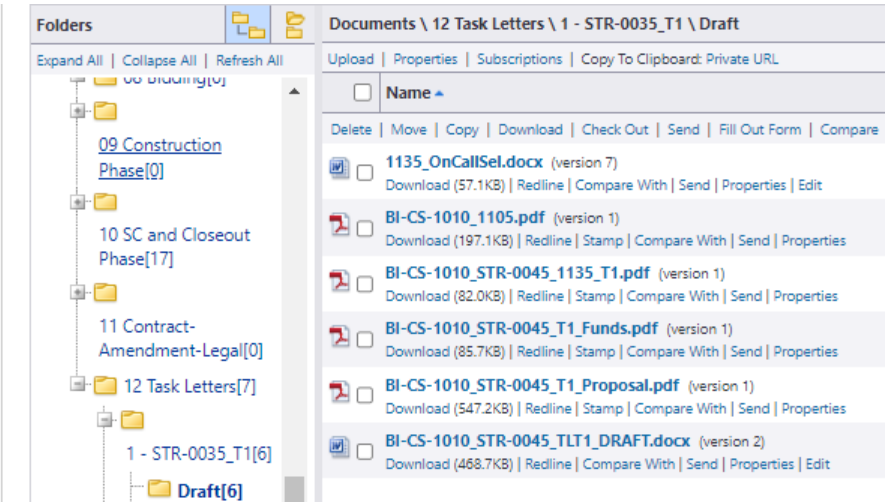 Folders
Expand All | Collapse All | Refresh All
08 Bidding[0]
09 Construction
Phase[0]
10 SC and Closeout
Phase[17]
11 Contract-
Amendment-Legal[0]
12 Task Letters[7]
1 - STR-0035_T1[6]
Draft[6]
Documents \ 12 Task Letters \ 1 - STR-0035_T1 \ Draft
Upload | Properties | Subscriptions | Copy To Clipboard: Private URL
Name
Delete | Move | Copy | Download | Check Out | Send | Fill Out Form | Compare
1135_OnCallSel.docx (version 7)
Download (57.1KB) | Redline | Compare With | Send | Properties | Edit
BI-CS-1010_1105.pdf (version 1)
Download (197.1KB) | Redline | Stamp | Compare With | Send | Properties
BI-CS-1010_STR-0045_1135_T1.pdf (version 1)
Download (82.0KB) | Redline | Stamp | Compare With | Send | Properties
BI-CS-1010_STR-0045_T1_Funds.pdf (version 1)
Download (85.7KB) | Redline | Stamp | Compare With | Send | Properties
BI-CS-1010_STR-0045_T1_Proposal.pdf (version 1)
Download (547.2KB) | Redline | Stamp | Compare With | Send | Properties
BI-CS-1010_STR-0045_TLT1_DRAFT.docx (version 2)
Download (468.7KB) | Redline | Compare With | Send | Properties | Edit